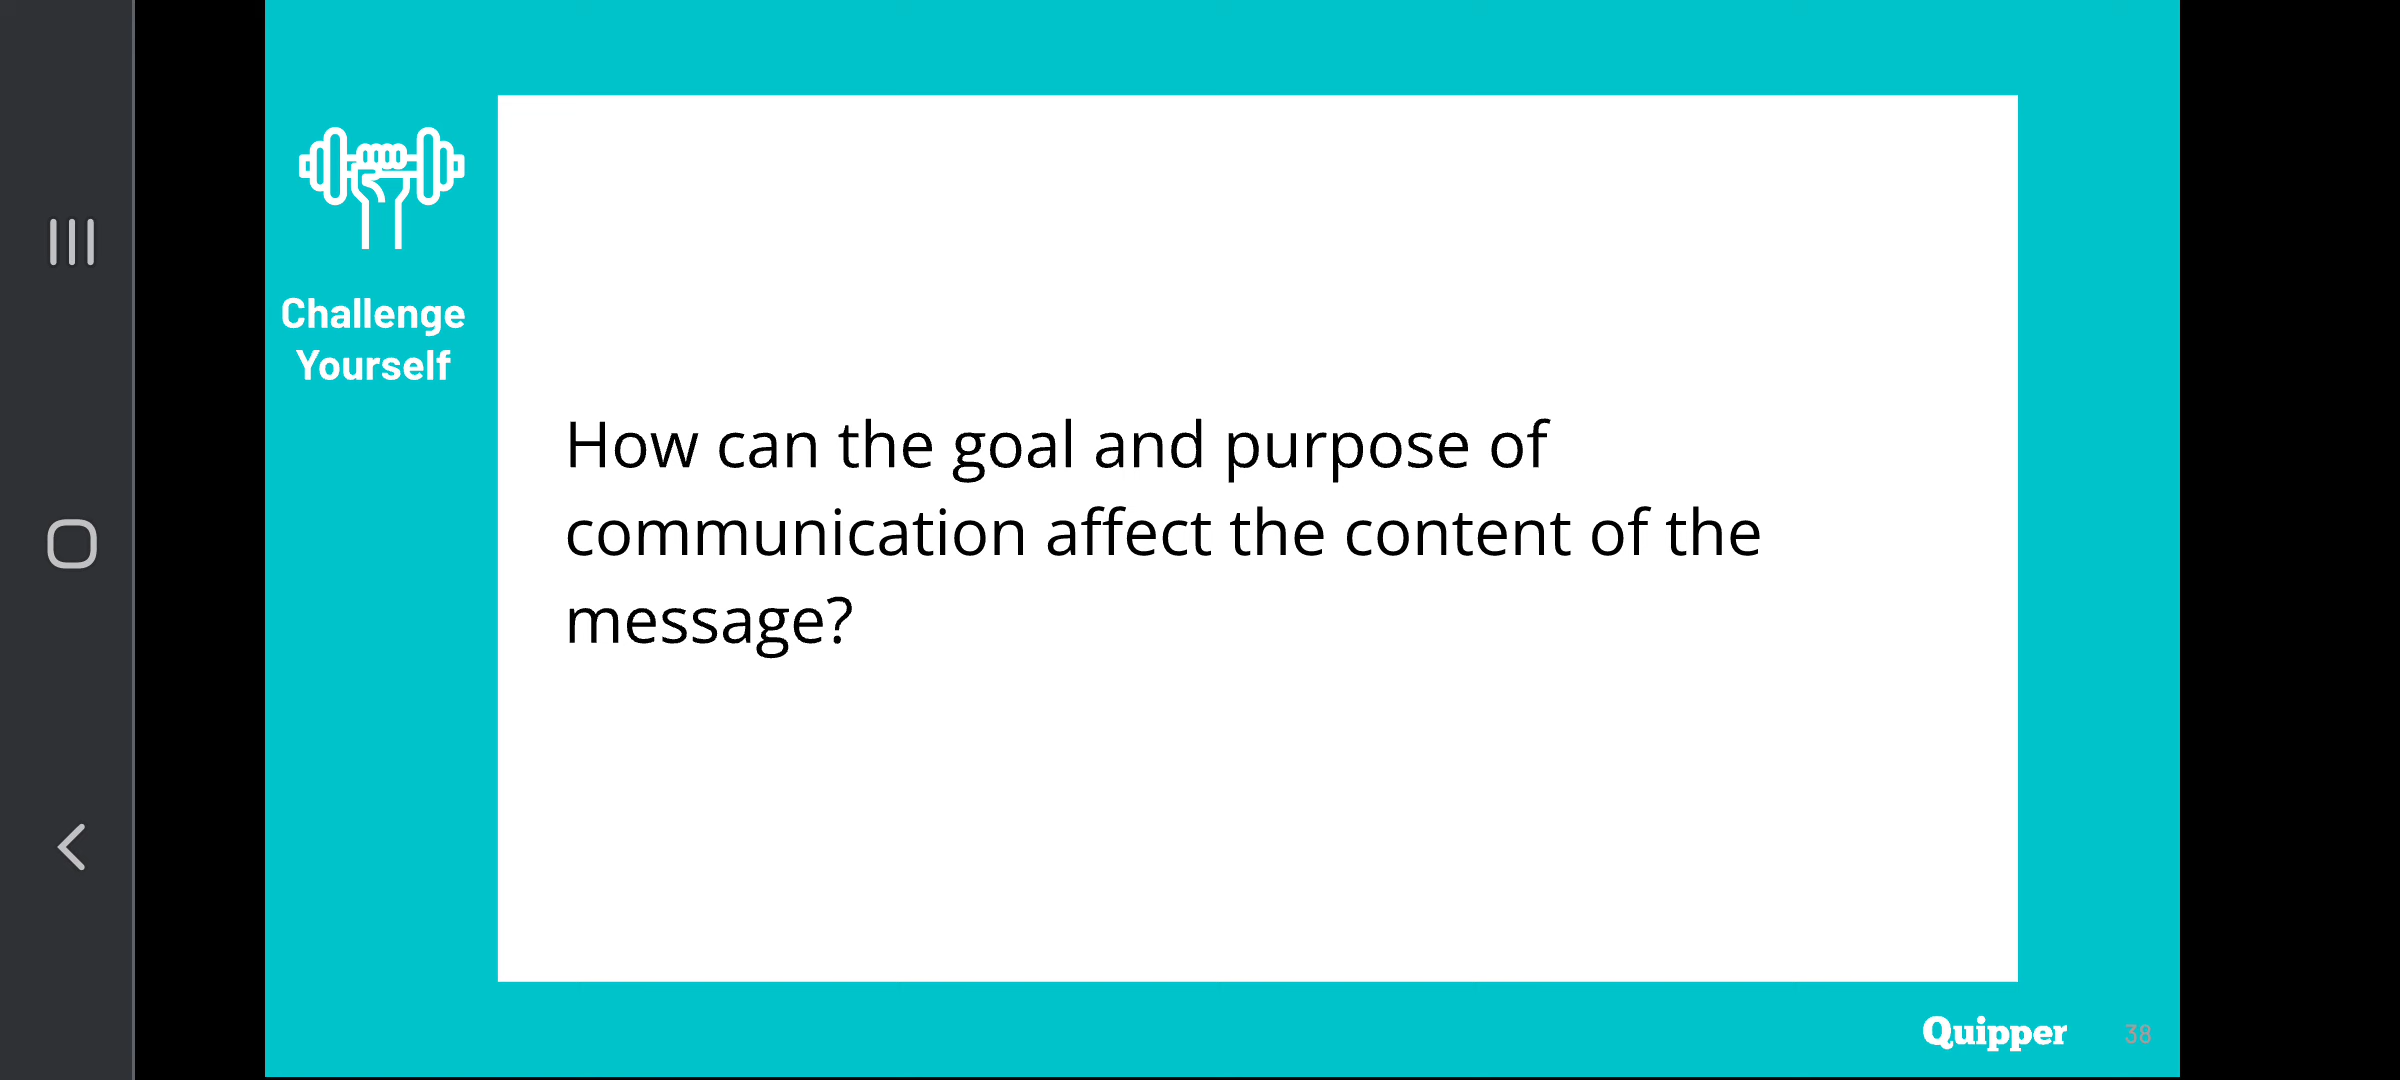 Challenge
Yourself
How can the goal and purpose of
communication affect the content of the
message?
Quipper
38